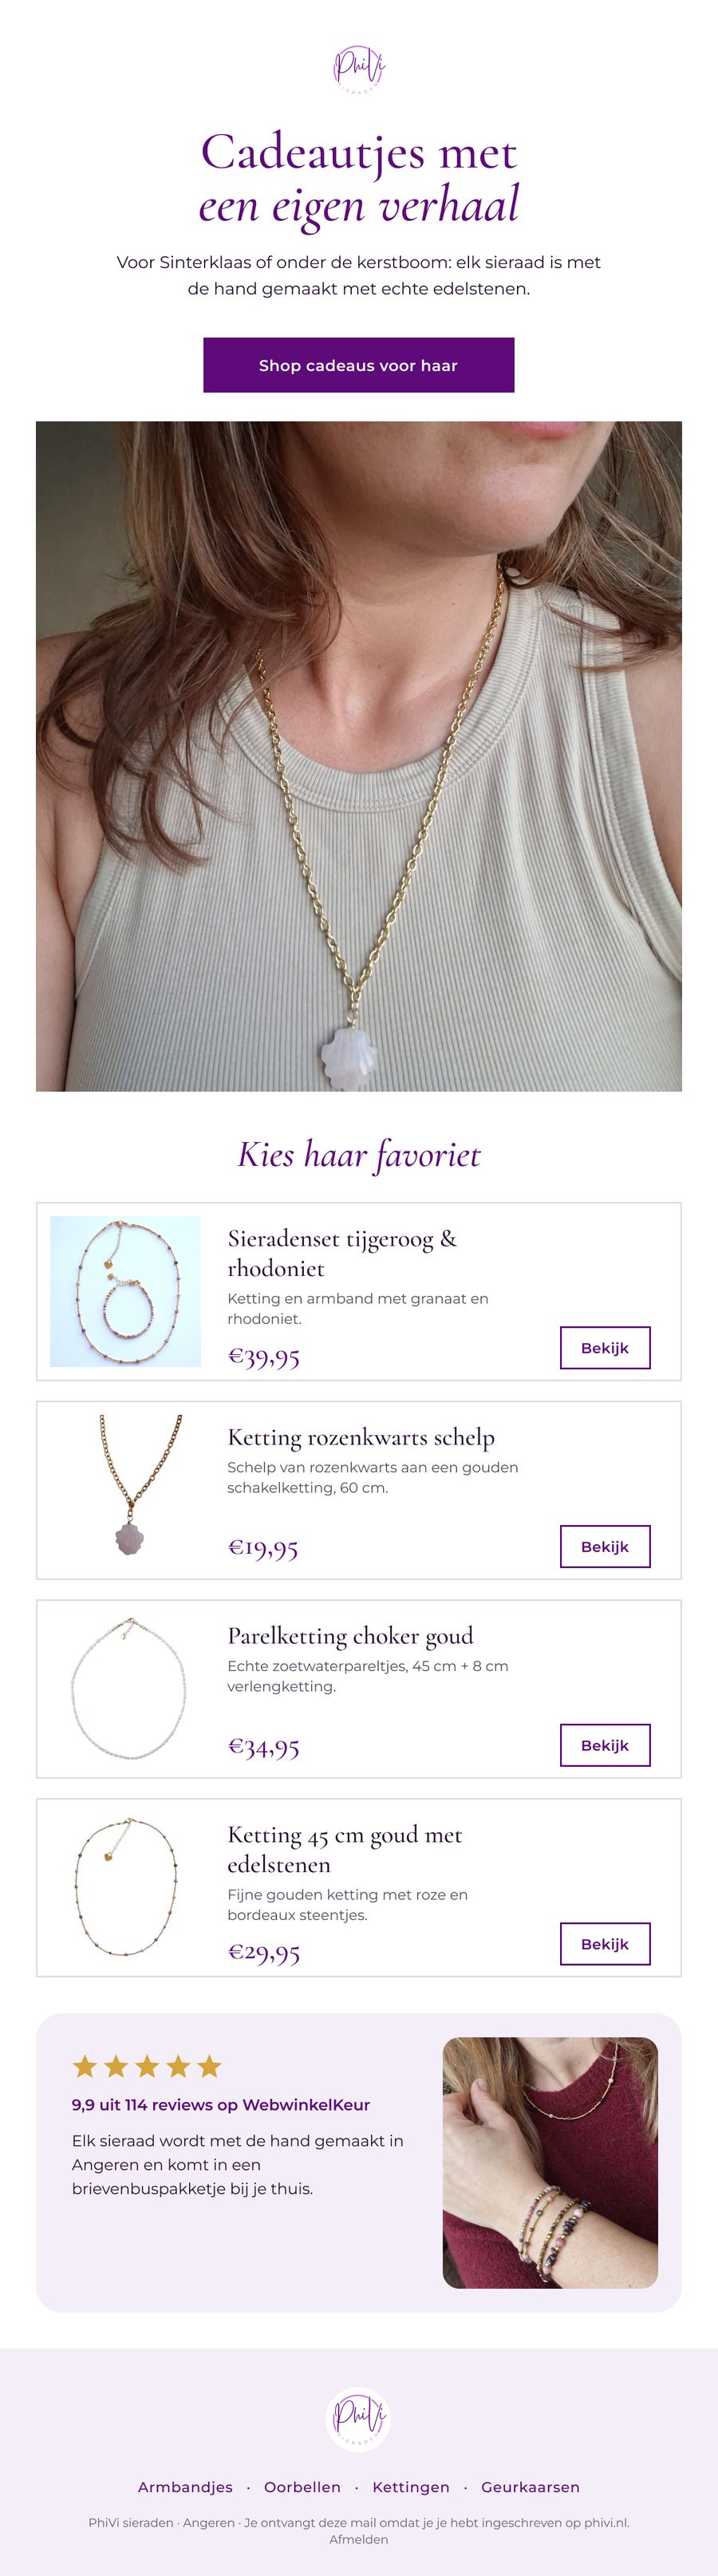 PhiVi
Cadeautjes met
een eigen verhaal
Voor Sinterklaas of onder de kerstboom: elk sieraad is met
de hand gemaakt met echte edelstenen.
Shop cadeaus voor haar
Kies haar favoriet
Sieradenset tijgeroog &
rhodoniet
Ketting en armband met granaat en
rhodoniet.
€39,95
Bekijk
Ketting rozenkwarts schelp
Schelp van rozenkwarts aan een gouden
schakelketting, 60 cm.
€19,95
Bekijk
Parelketting choker goud
Echte zoetwaterpareltjes, 45 cm + 8 cm
verlengketting.
€34,95
Bekijk
Ketting 45 cm goud met
edelstenen
Fijne gouden ketting met roze en
bordeaux steentjes.
€29,95
Bekijk
9,9 uit 114 reviews op WebwinkelKeur
Elk sieraad wordt met de hand gemaakt in
Angeren en komt in een
brievenbuspakketje bij je thuis.
PhiVi
Armbandjes · Oorbellen · Kettingen · Geurkaarsen
PhiVi sieraden · Angeren · Je ontvangt deze mail omdat je je hebt ingeschreven op phivi.nl.
Afmelden